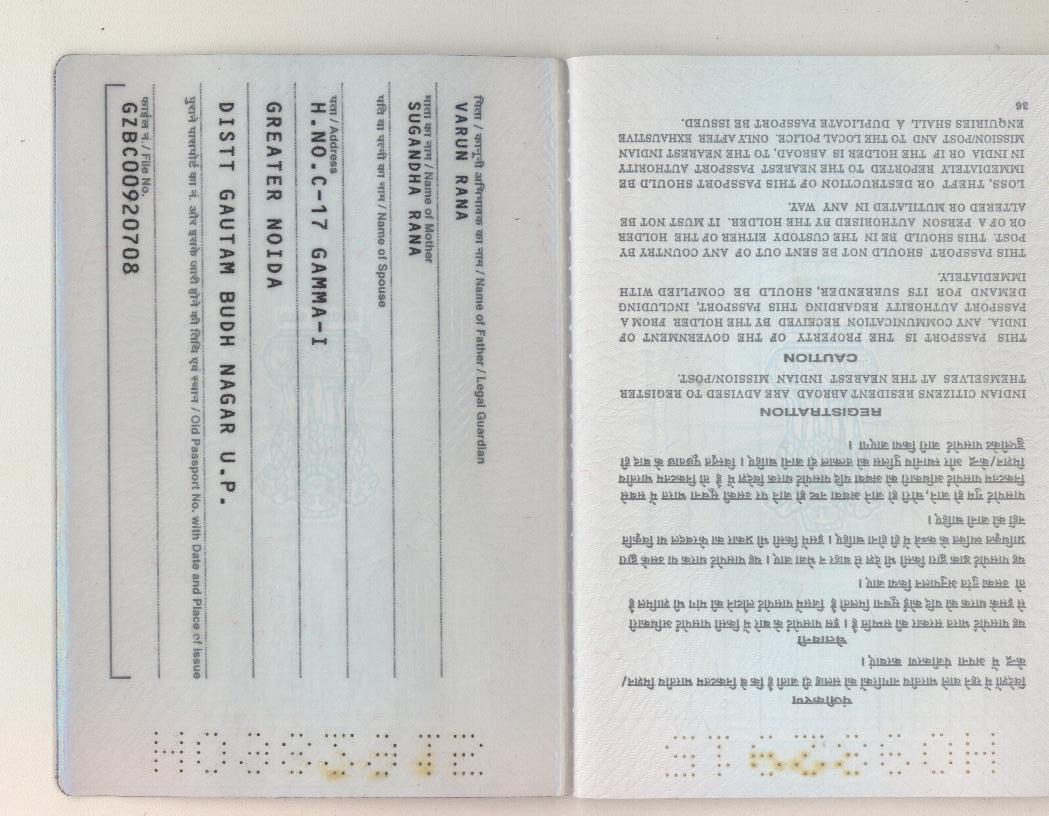 पिता / कानूनी अभिभावक का नाम / Name of Father / Legal Guardian
VARUN RANA
माता का नाम / Name of Mother
SUGANDHA RANA
पति या पत्नी का नाम / Name of Spouse
पता / Address
H.NO.C-17 GAMMA-I
GREATER NOIDA
DISTT GAUTAM BUDH NAGAR U.P.
पुराने पासपोर्ट का नं. और इसके जारी होने की तिथि एवं स्थान / Old Passport No. with Date and Place of Issue
फाईल नं. / File No.
GZBC00920708
पंजीकरण
विदेशों में रहने वाले भारतीय नागरिकों को सलाह दी जाती है कि वे निकटतम भारतीय मिशन/
केन्द्र में अपना पंजीकरण करवाएं।
चेतावनी
यह पासपोर्ट भारत सरकार की सम्पत्ति है। इस पासपोर्ट के बारे में किसी पासपोर्ट अधिकारी
से इसके धारक को यदि कोई सूचना मिलती है जिसमें पासपोर्ट लौटाने की मांग भी शामिल है
तो उसका तुरंत अनुपालन किया जाए।
यह पासपोर्ट डाक द्वारा किसी भी देश से बाहर न भेजा जाए। यह पासपोर्ट धारक या उसके द्वारा
प्राधिकृत व्यक्ति के कब्जे में ही होना चाहिए। इसमें किसी भी प्रकार का फेरबदल या विकृति
नहीं की जानी चाहिए।
पासपोर्ट गुम हो जाने, चोरी हो जाने अथवा नष्ट हो जाने पर उसकी सूचना भारत में सबसे
निकटतम पासपोर्ट अधिकारी को अथवा यदि पासपोर्ट धारक विदेश में है तो निकटतम भारतीय
मिशन/केन्द्र और स्थानीय पुलिस को तत्काल दी जानी चाहिए। विस्तृत पूछताछ के बाद ही
डुप्लीकेट पासपोर्ट जारी किया जाएगा।
REGISTRATION
INDIAN CITIZENS RESIDENT ABROAD ARE ADVISED TO REGISTER
THEMSELVES AT THE NEAREST INDIAN MISSION/POST.
CAUTION
THIS PASSPORT IS THE PROPERTY OF THE GOVERNMENT OF
INDIA. ANY COMMUNICATION RECEIVED BY THE HOLDER FROM A
PASSPORT AUTHORITY REGARDING THIS PASSPORT, INCLUDING
DEMAND FOR ITS SURRENDER, SHOULD BE COMPLIED WITH
IMMEDIATELY.
THIS PASSPORT SHOULD NOT BE SENT OUT OF ANY COUNTRY BY
POST. THIS SHOULD BE IN THE CUSTODY EITHER OF THE HOLDER
OR OF A PERSON AUTHORISED BY THE HOLDER. IT MUST NOT BE
ALTERED OR MUTILATED IN ANY WAY.
LOSS, THEFT OR DESTRUCTION OF THIS PASSPORT SHOULD BE
IMMEDIATELY REPORTED TO THE NEAREST PASSPORT AUTHORITY
IN INDIA OR IF THE HOLDER IS ABROAD, TO THE NEAREST INDIAN
MISSION/POST AND TO THE LOCAL POLICE. ONLY AFTER EXHAUSTIVE
ENQUIRIES SHALL A DUPLICATE PASSPORT BE ISSUED.
36